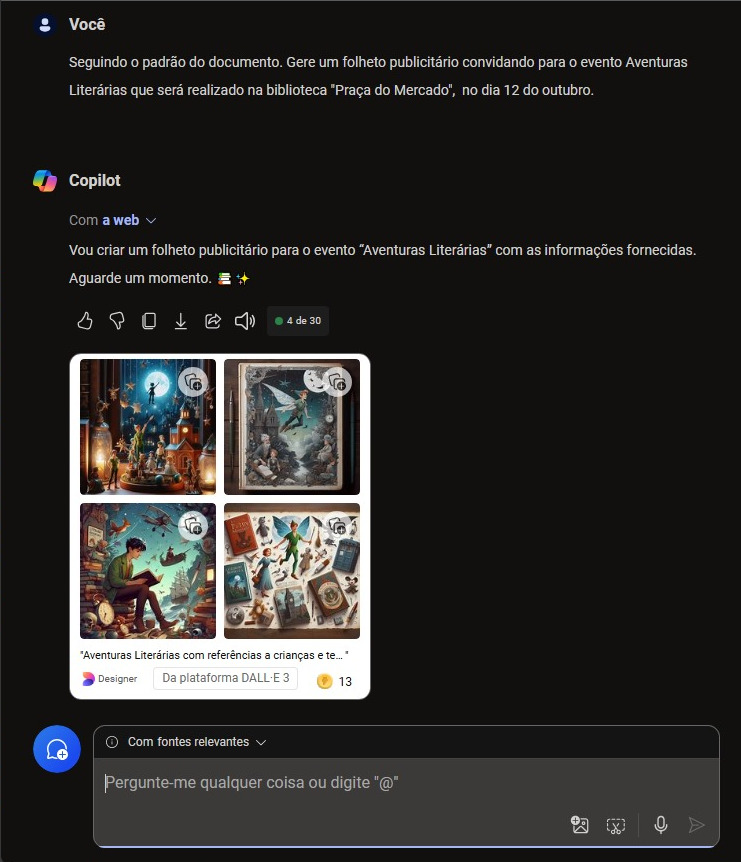 Você
Seguindo o padrão do documento. Gere um folheto publicitário convidando para o evento Aventuras
Literárias que será realizado na biblioteca "Praça do Mercado",  no dia 12 do outubro.
Copilot
Com a web
Vou criar um folheto publicitário para o evento “Aventuras Literárias” com as informações fornecidas.
Aguarde um momento.
4 de 30
"Aventuras Literárias com referências a crianças e te... "
Designer
Da plataforma DALL·E 3
13
Com fontes relevantes
Pergunte-me qualquer coisa ou digite "@"